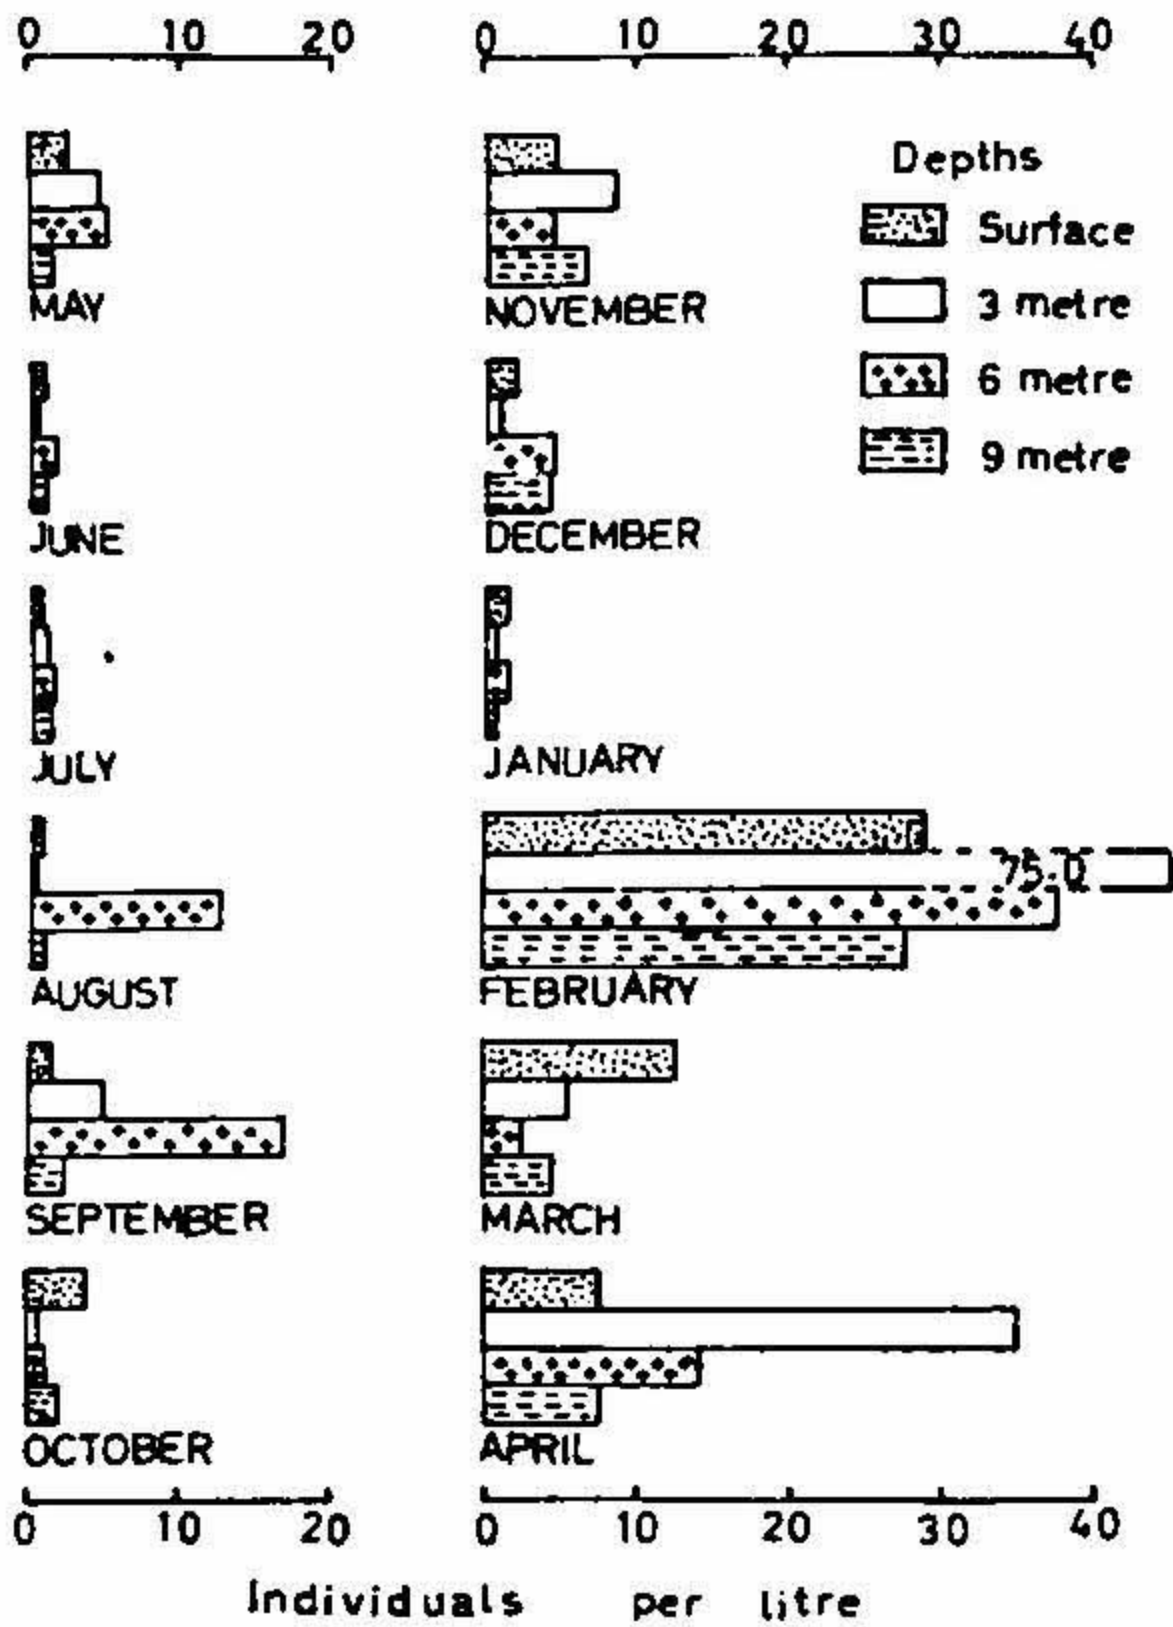 0 10 20 0 10 20 30 40
Depths
Surface
3 metre
6 metre
9 metre
MAY NOVEMBER
JUNE DECEMBER
JULY JANUARY
75.0
AUGUST FEBRUARY
SEPTEMBER MARCH
OCTOBER APRIL
0 10 20 0 10 20 30 40
Individuals per litre